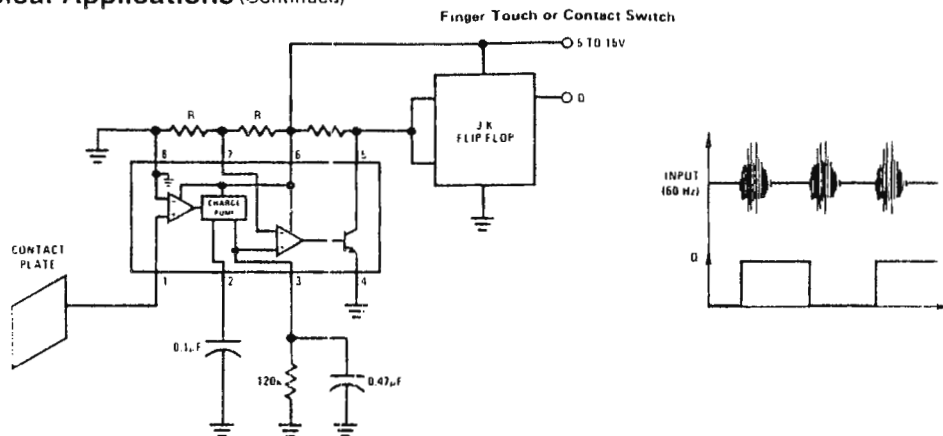 Applications (Continued)
Finger Touch or Contact Switch
5 TO 15V
Q
J K
FLIP FLOP
R
R
8
7
6
5
CHARGE
PUMP
1
2
3
4
CONTACT
PLATE
0.1µF
120k
0.47µF
INPUT
(60 Hz)
Q